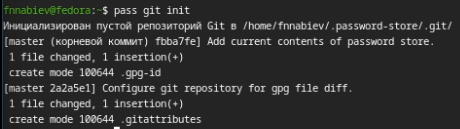 fnnabiev@fedora:~$ pass git init
Инициализирован пустой репозиторий Git в /home/fnnabiev/.password-store/.git/
[master (корневой коммит) fbba7fe] Add current contents of password store.
1 file changed, 1 insertion(+)
create mode 100644 .gpg-id
[master 2a2a5e1] Configure git repository for gpg file diff.
1 file changed, 1 insertion(+)
create mode 100644 .gitattributes